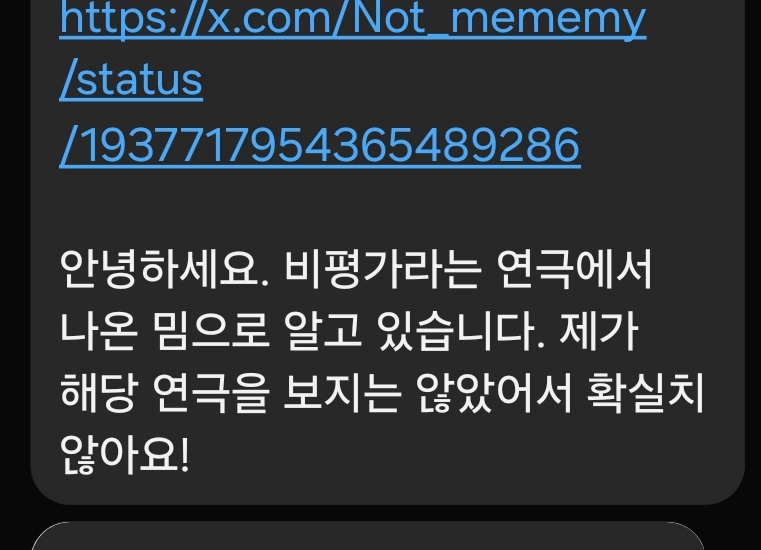 https://x.com/Not_mememy
/status
/1937717954365489286
안녕하세요. 비평가라는 연극에서
나온 밈으로 알고 있습니다. 제가
해당 연극을 보지는 않았어서 확실치
않아요!